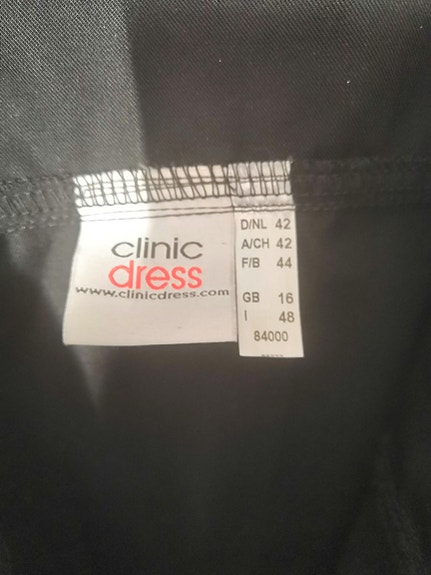 clinic
dress
www.clinicdress.com
D/NL 42
A/CH 42
F/B 44
GB 16
I 48
84000